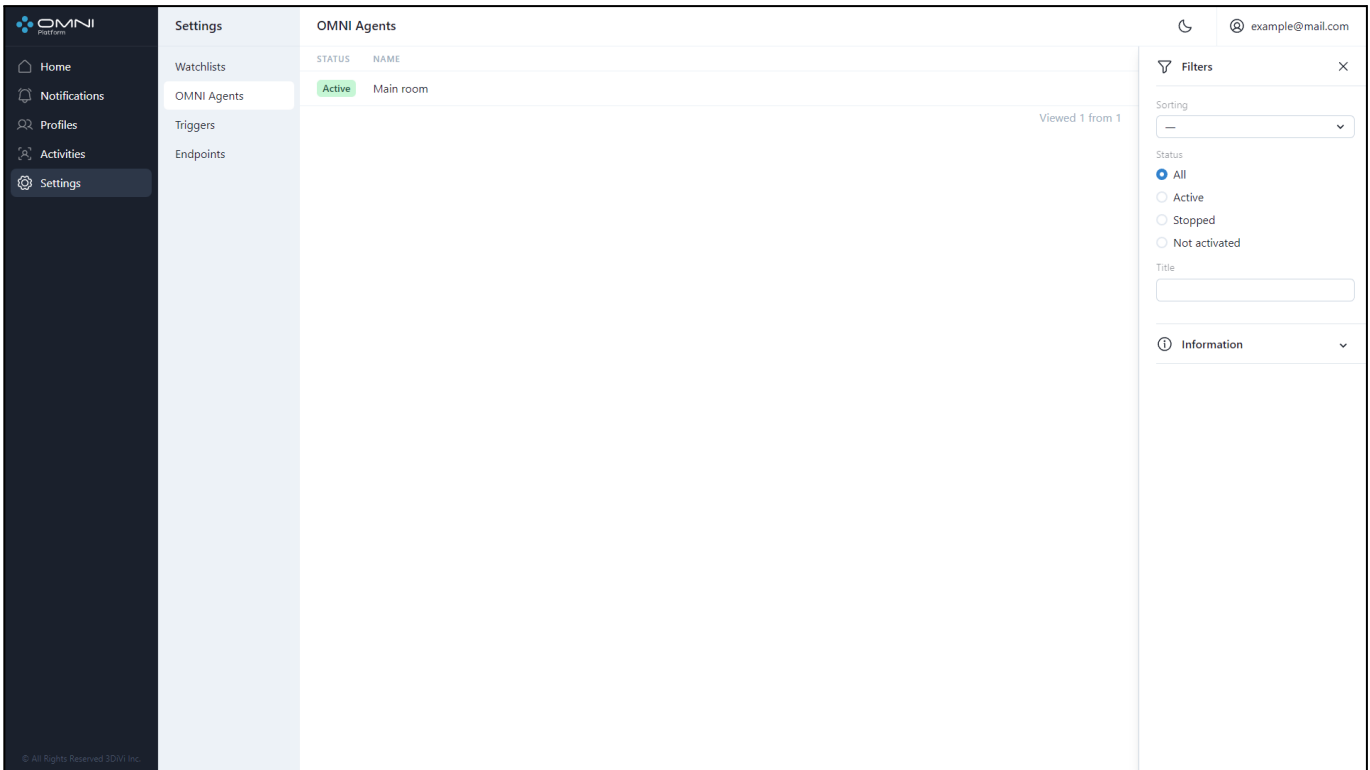 OMNI
Platform
Home
Notifications
Profiles
Activities
Settings
© All Rights Reserved 3DiVi Inc.
Settings
Watchlists
OMNI Agents
Triggers
Endpoints
OMNI Agents
example@mail.com
STATUS NAME
Active Main room
Viewed 1 from 1
Filters
Sorting
—
Status
All
Active
Stopped
Not activated
Title
Information